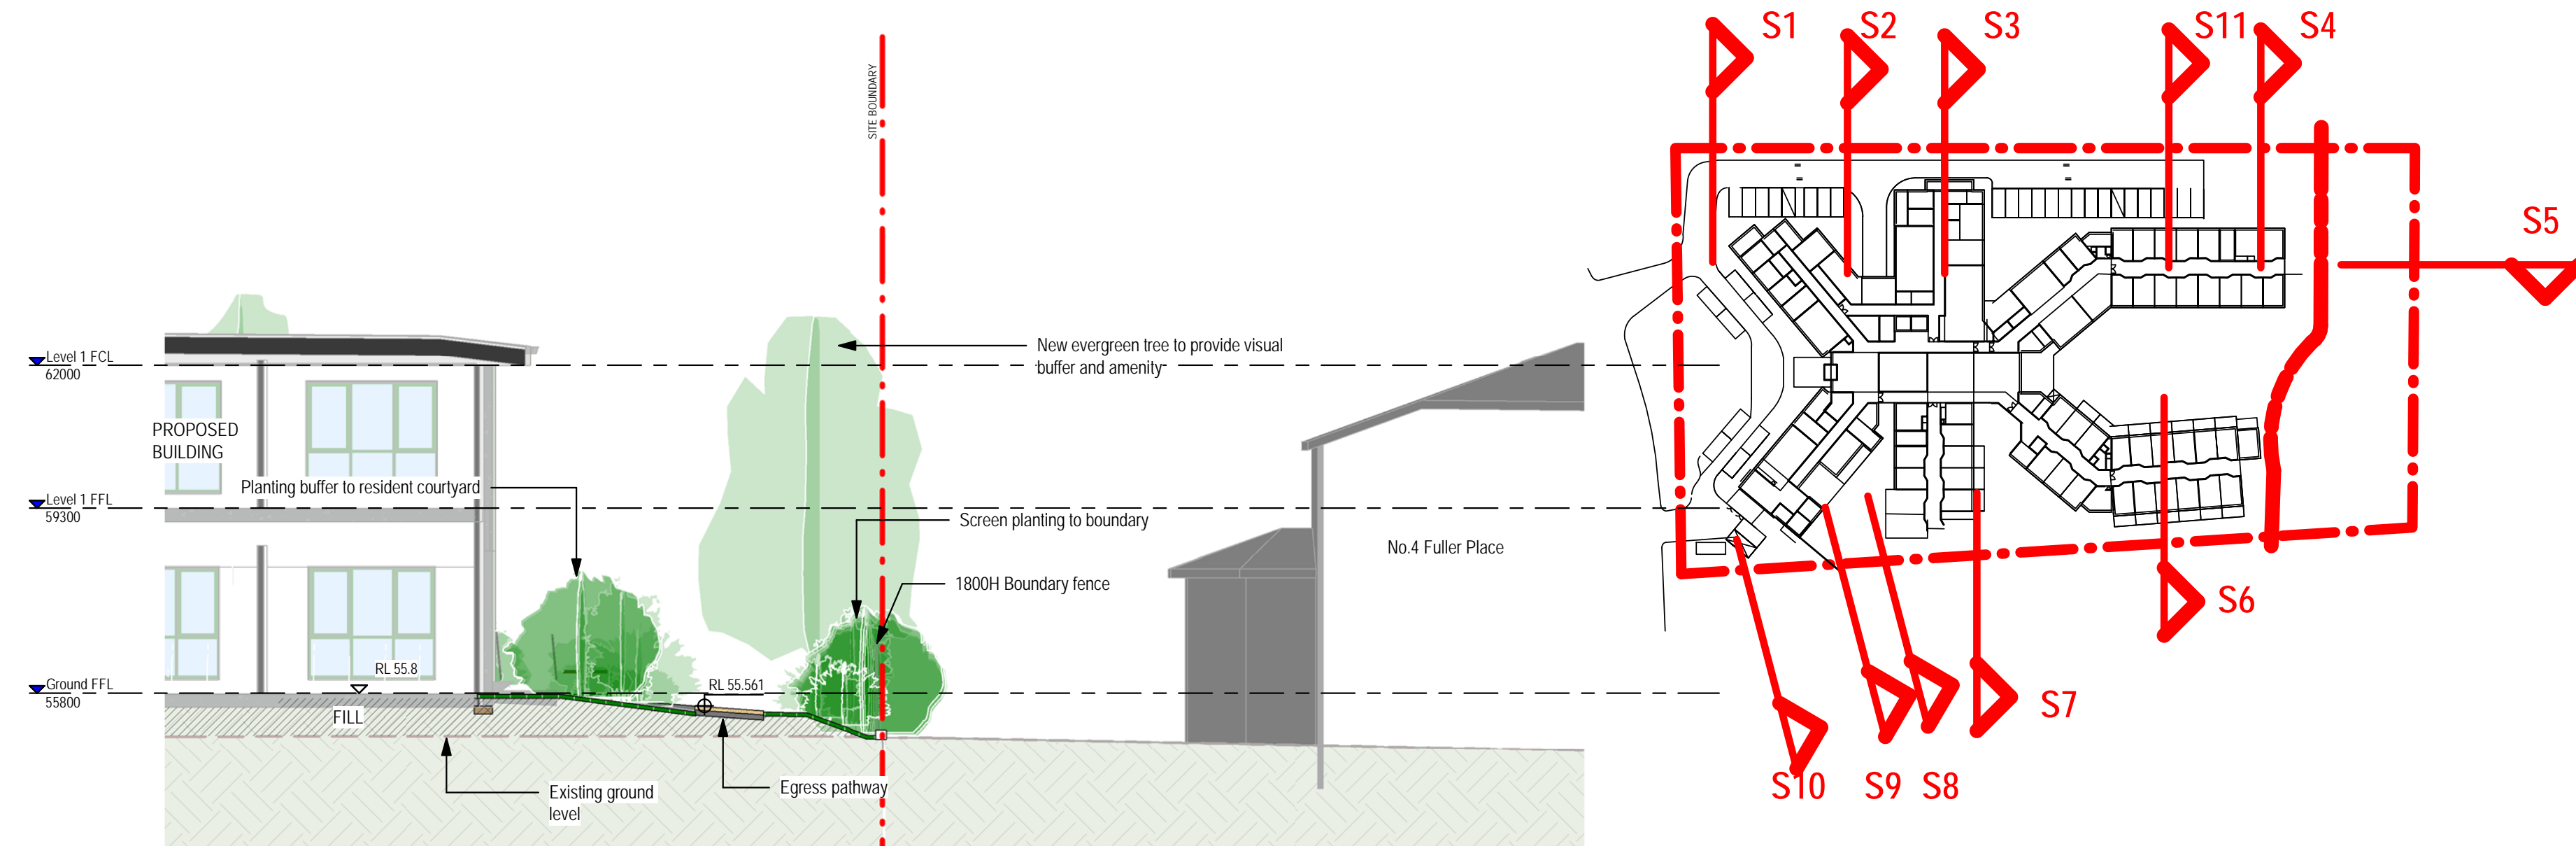 SITE BOUNDARY
Level 1 FCL
62000
New evergreen tree to provide visual
buffer and amenity
PROPOSED
BUILDING
Planting buffer to resident courtyard
Level 1 FFL
59300
Screen planting to boundary
No.4 Fuller Place
1800H Boundary fence
RL 55.8
Ground FFL
55800
RL 55.561
FILL
Existing ground
level
Egress pathway
S1
S2
S3
S11
S4
S5
S6
S7
S10
S9
S8